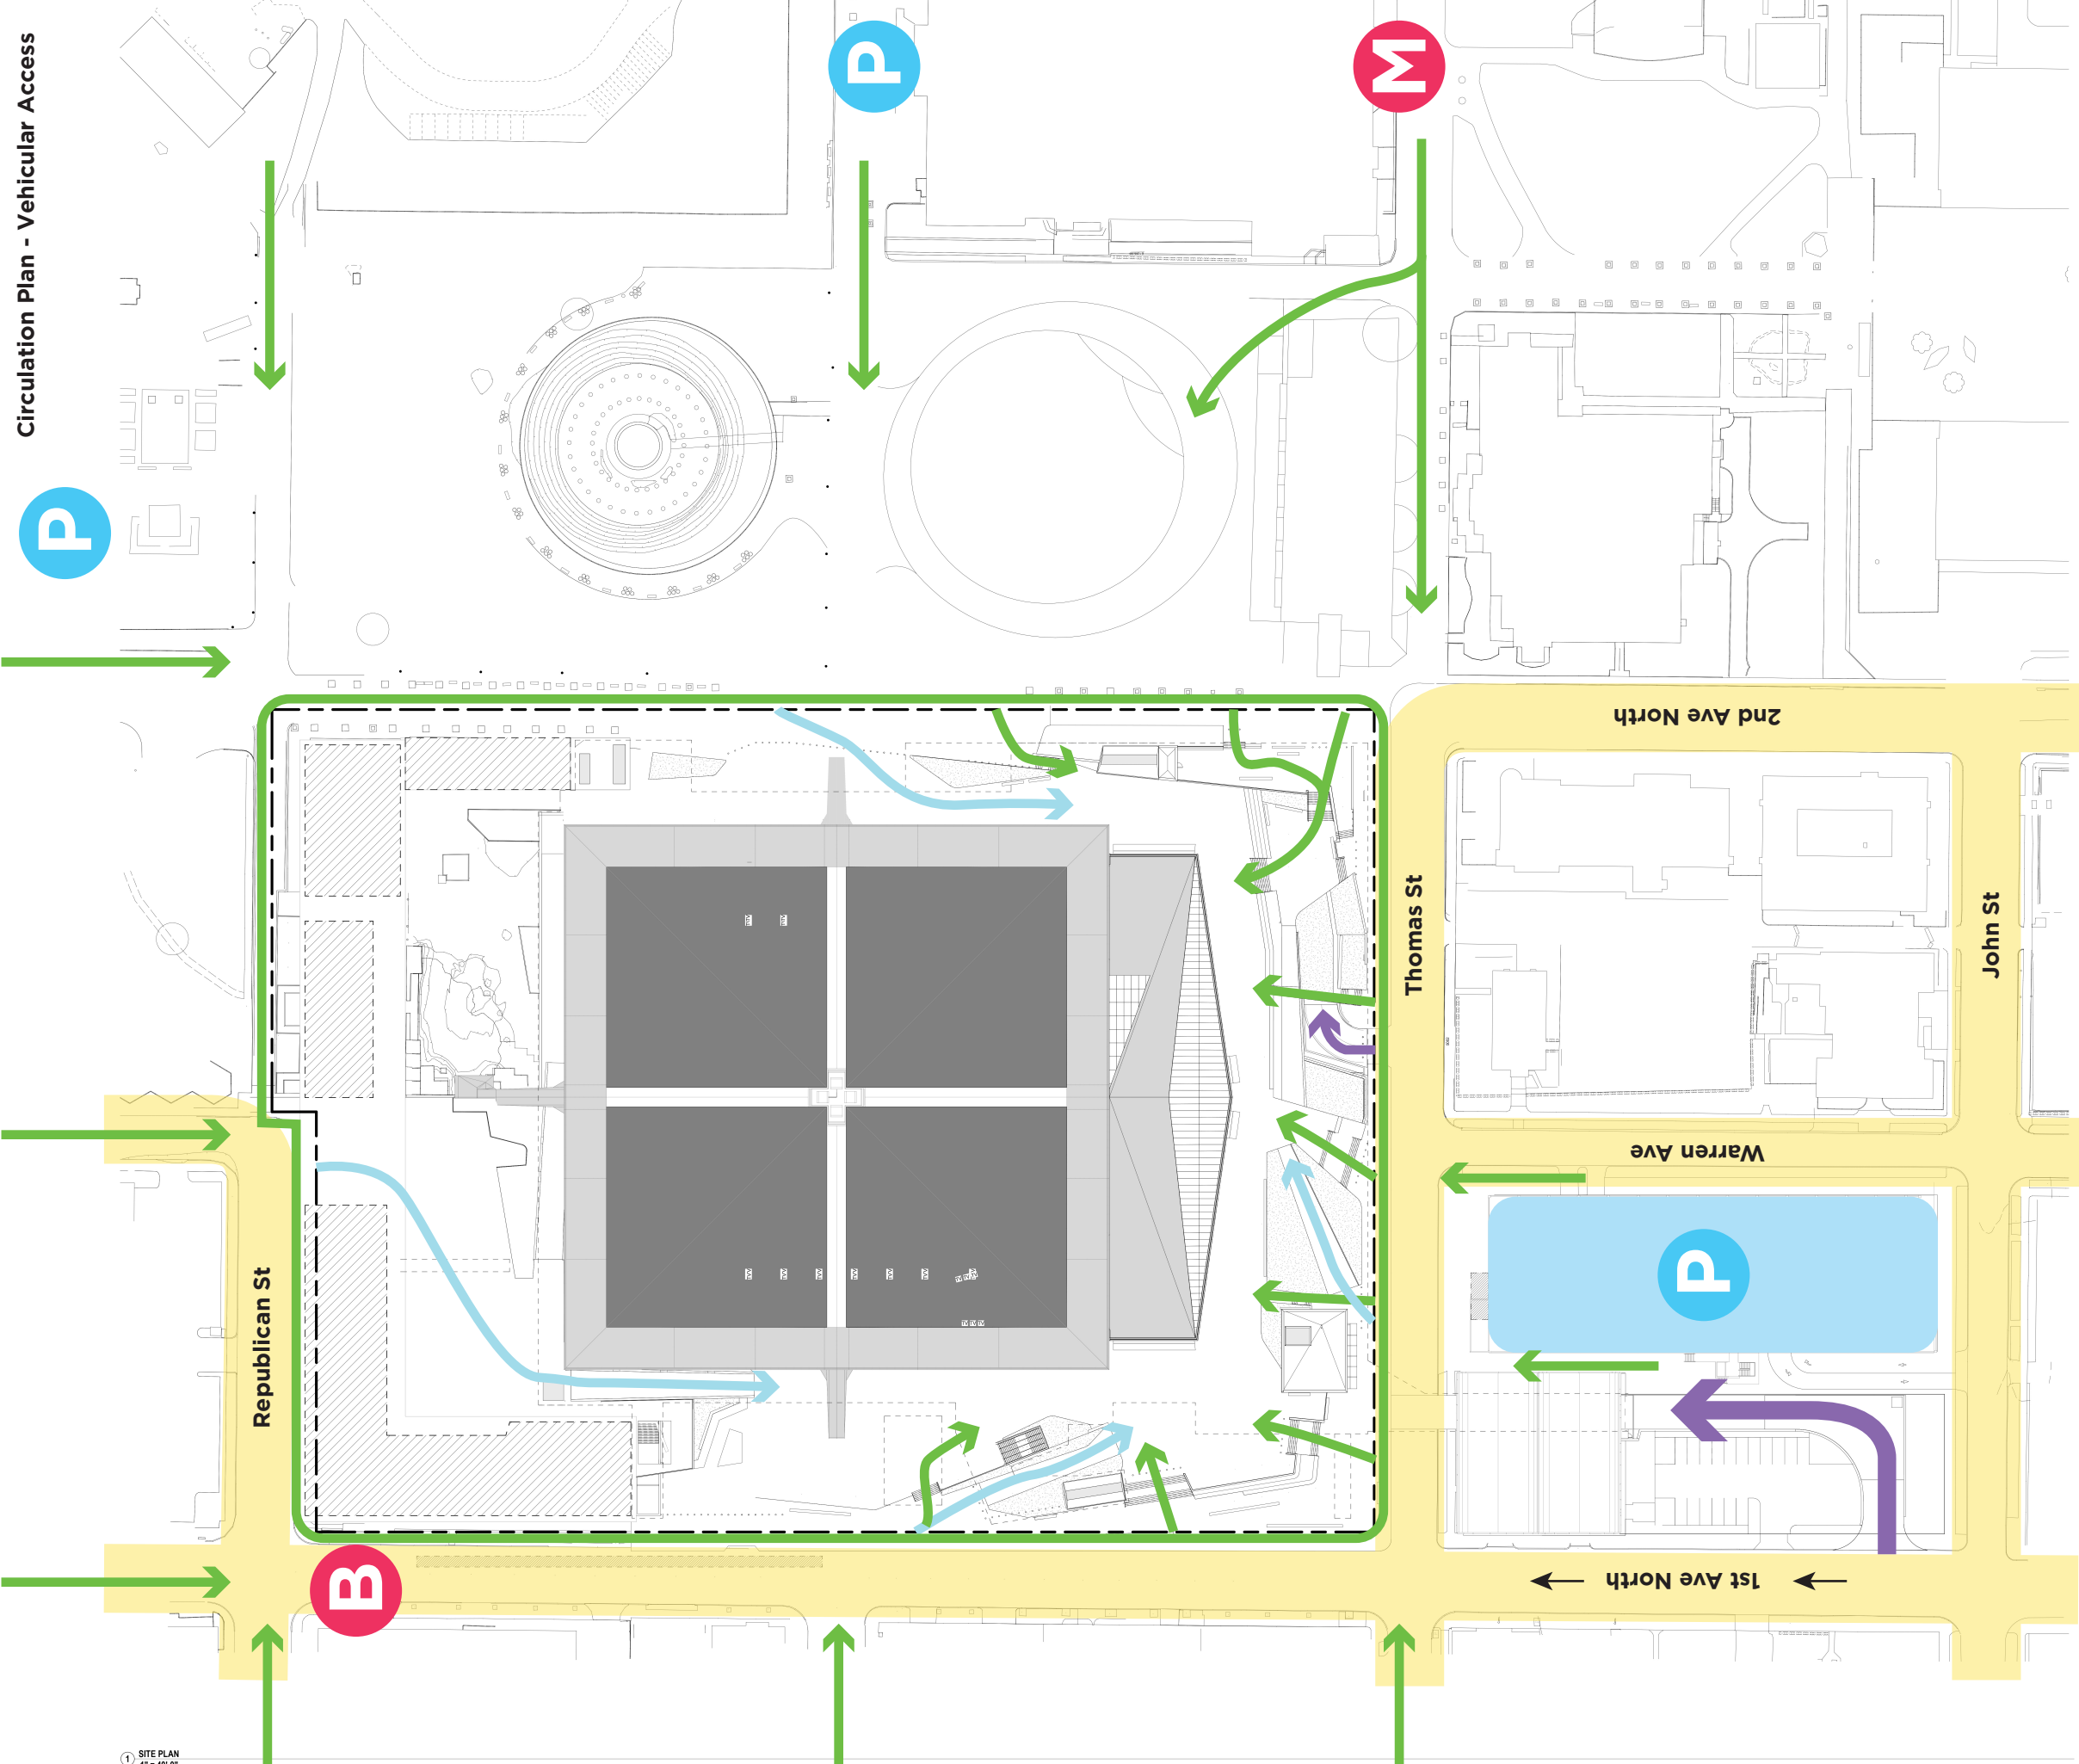 Circulation Plan - Vehicular Access
P
M
P
2nd Ave North
Thomas St
John St
Warren Ave
P
Republican St
B
1st Ave North
1 SITE PLAN